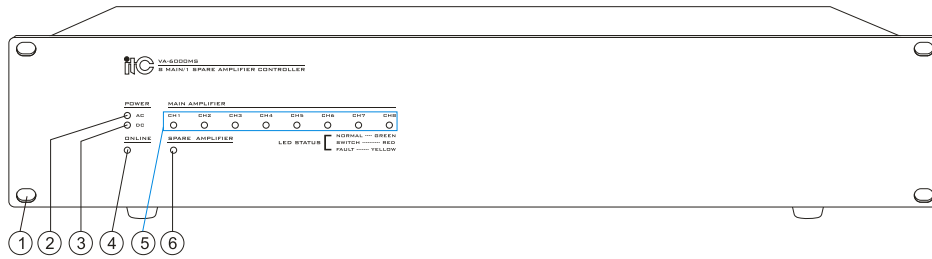 itC VA-6000MS
8 MAIN/1 SPARE AMPLIFIER CONTROLLER
POWER MAIN AMPLIFIER
AC CH1 CH2 CH3 CH4 CH5 CH6 CH7 CH8
DC
ONLINE SPARE AMPLIFIER
LED STATUS
NORMAL ---- GREEN
SWITCH -------- RED
FAULT ------ YELLOW
1 2 3 4 5 6